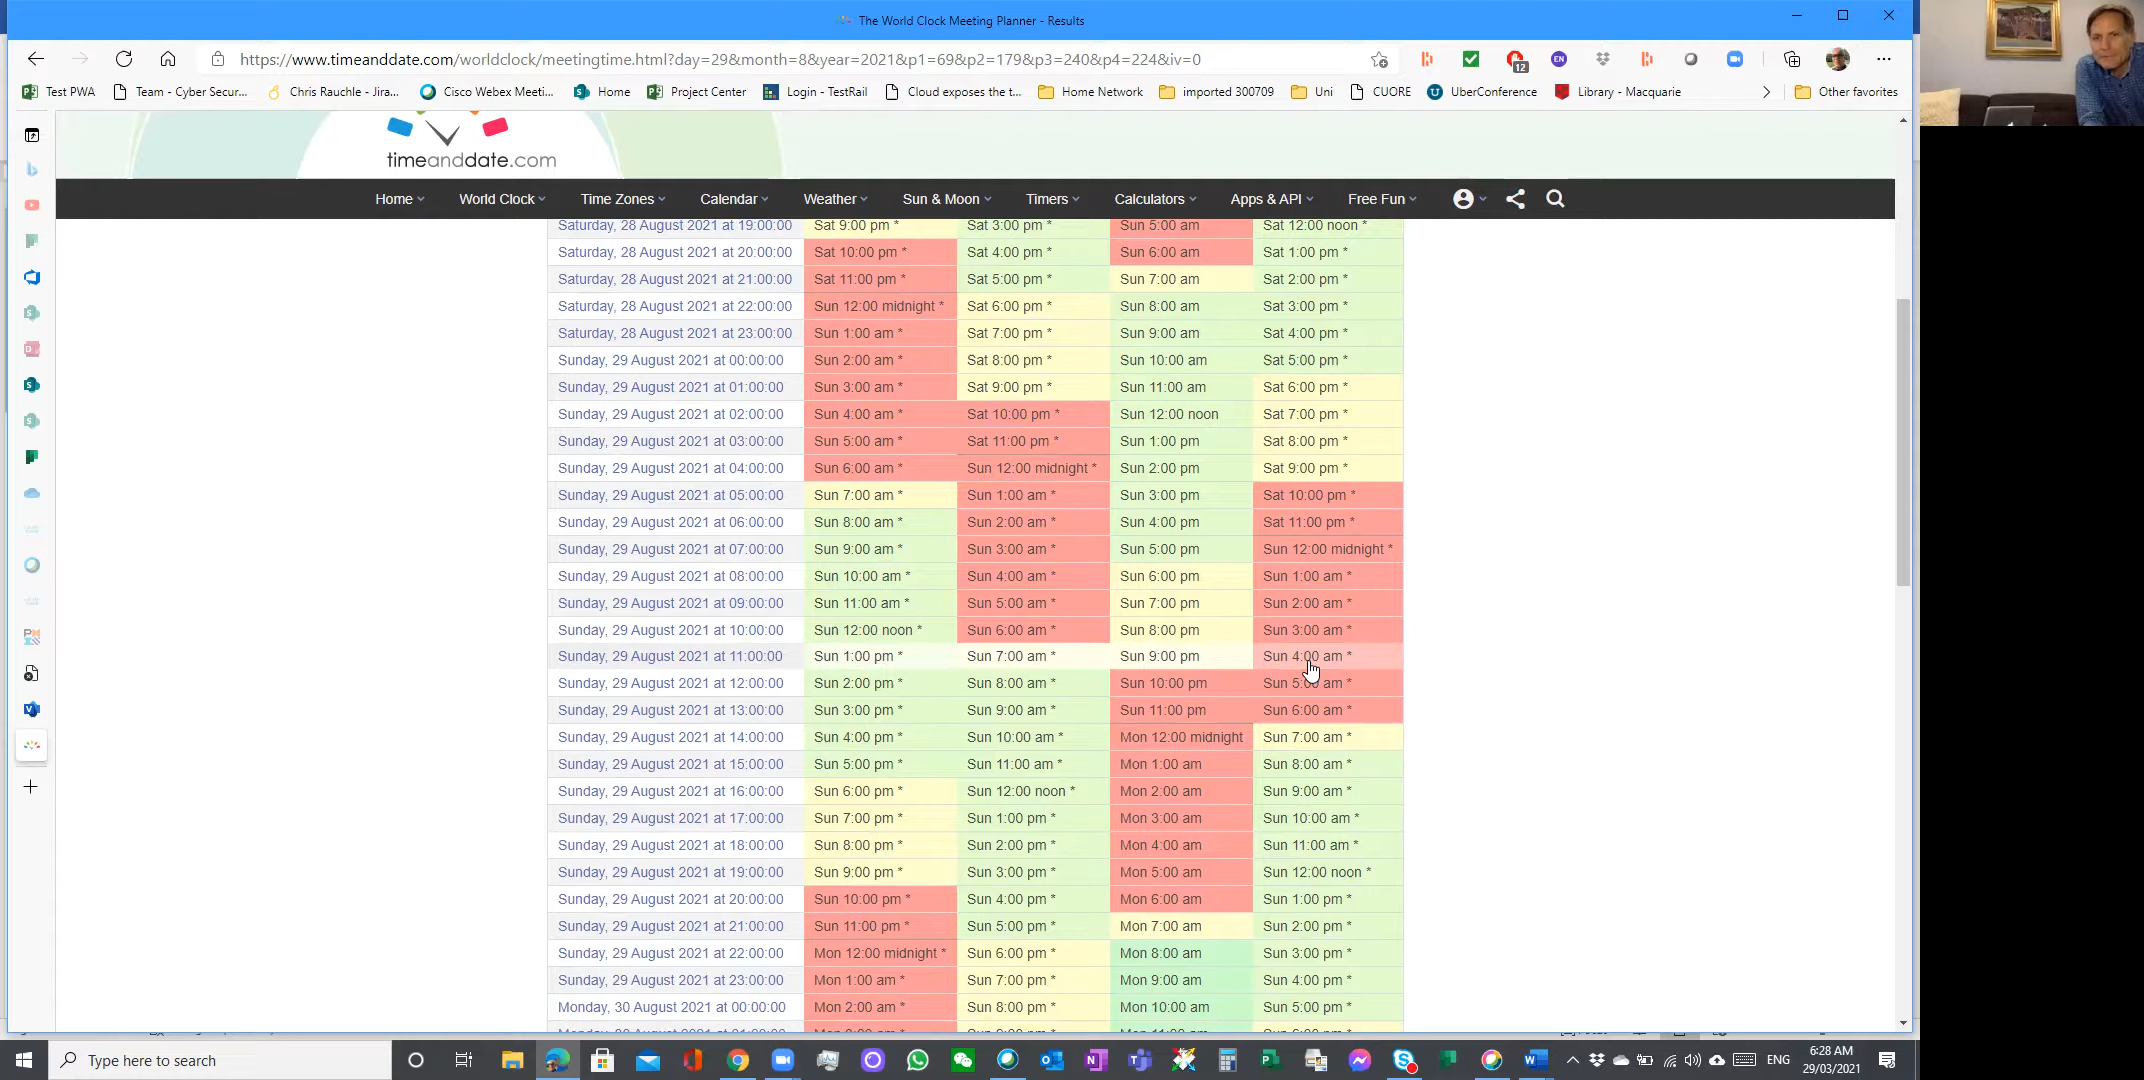 The World Clock Meeting Planner - Results
https://www.timeanddate.com/worldclock/meetingtime.html?day=29&month=8&year=2021&p1=69&p2=179&p3=240&p4=224&iv=0
12
EN
Test PWA Team - Cyber Secur... Chris Rauchle - Jira... Cisco Webex Meeti... Home Project Center Login - TestRail Cloud exposes the t... Home Network imported 300709 Uni CUORE UberConference Library - Macquarie Other favorites
timeanddate.com
Home World Clock Time Zones Calendar Weather Sun & Moon Timers Calculators Apps & API Free Fun
Saturday, 28 August 2021 at 19:00:00 Sat 9:00 pm * Sat 3:00 pm * Sun 5:00 am Sat 12:00 noon *
Saturday, 28 August 2021 at 20:00:00 Sat 10:00 pm * Sat 4:00 pm * Sun 6:00 am Sat 1:00 pm *
Saturday, 28 August 2021 at 21:00:00 Sat 11:00 pm * Sat 5:00 pm * Sun 7:00 am Sat 2:00 pm *
Saturday, 28 August 2021 at 22:00:00 Sun 12:00 midnight * Sat 6:00 pm * Sun 8:00 am Sat 3:00 pm *
Saturday, 28 August 2021 at 23:00:00 Sun 1:00 am * Sat 7:00 pm * Sun 9:00 am Sat 4:00 pm *
Sunday, 29 August 2021 at 00:00:00 Sun 2:00 am * Sat 8:00 pm * Sun 10:00 am Sat 5:00 pm *
Sunday, 29 August 2021 at 01:00:00 Sun 3:00 am * Sat 9:00 pm * Sun 11:00 am Sat 6:00 pm *
Sunday, 29 August 2021 at 02:00:00 Sun 4:00 am * Sat 10:00 pm * Sun 12:00 noon Sat 7:00 pm *
Sunday, 29 August 2021 at 03:00:00 Sun 5:00 am * Sat 11:00 pm * Sun 1:00 pm Sat 8:00 pm *
Sunday, 29 August 2021 at 04:00:00 Sun 6:00 am * Sun 12:00 midnight * Sun 2:00 pm Sat 9:00 pm *
Sunday, 29 August 2021 at 05:00:00 Sun 7:00 am * Sun 1:00 am * Sun 3:00 pm Sat 10:00 pm *
Sunday, 29 August 2021 at 06:00:00 Sun 8:00 am * Sun 2:00 am * Sun 4:00 pm Sat 11:00 pm *
Sunday, 29 August 2021 at 07:00:00 Sun 9:00 am * Sun 3:00 am * Sun 5:00 pm Sun 12:00 midnight *
Sunday, 29 August 2021 at 08:00:00 Sun 10:00 am * Sun 4:00 am * Sun 6:00 pm Sun 1:00 am *
Sunday, 29 August 2021 at 09:00:00 Sun 11:00 am * Sun 5:00 am * Sun 7:00 pm Sun 2:00 am *
Sunday, 29 August 2021 at 10:00:00 Sun 12:00 noon * Sun 6:00 am * Sun 8:00 pm Sun 3:00 am *
Sunday, 29 August 2021 at 11:00:00 Sun 1:00 pm * Sun 7:00 am * Sun 9:00 pm Sun 4:00 am *
Sunday, 29 August 2021 at 12:00:00 Sun 2:00 pm * Sun 8:00 am * Sun 10:00 pm Sun 5:00 am *
Sunday, 29 August 2021 at 13:00:00 Sun 3:00 pm * Sun 9:00 am * Sun 11:00 pm Sun 6:00 am *
Sunday, 29 August 2021 at 14:00:00 Sun 4:00 pm * Sun 10:00 am * Mon 12:00 midnight Sun 7:00 am *
Sunday, 29 August 2021 at 15:00:00 Sun 5:00 pm * Sun 11:00 am * Mon 1:00 am Sun 8:00 am *
Sunday, 29 August 2021 at 16:00:00 Sun 6:00 pm * Sun 12:00 noon * Mon 2:00 am Sun 9:00 am *
Sunday, 29 August 2021 at 17:00:00 Sun 7:00 pm * Sun 1:00 pm * Mon 3:00 am Sun 10:00 am *
Sunday, 29 August 2021 at 18:00:00 Sun 8:00 pm * Sun 2:00 pm * Mon 4:00 am Sun 11:00 am *
Sunday, 29 August 2021 at 19:00:00 Sun 9:00 pm * Sun 3:00 pm * Mon 5:00 am Sun 12:00 noon *
Sunday, 29 August 2021 at 20:00:00 Sun 10:00 pm * Sun 4:00 pm * Mon 6:00 am Sun 1:00 pm *
Sunday, 29 August 2021 at 21:00:00 Sun 11:00 pm * Sun 5:00 pm * Mon 7:00 am Sun 2:00 pm *
Sunday, 29 August 2021 at 22:00:00 Mon 12:00 midnight * Sun 6:00 pm * Mon 8:00 am Sun 3:00 pm *
Sunday, 29 August 2021 at 23:00:00 Mon 1:00 am * Sun 7:00 pm * Mon 9:00 am Sun 4:00 pm *
Monday, 30 August 2021 at 00:00:00 Mon 2:00 am * Sun 8:00 pm * Mon 10:00 am Sun 5:00 pm *
Type here to search
ENG
6:28 AM
29/03/2021